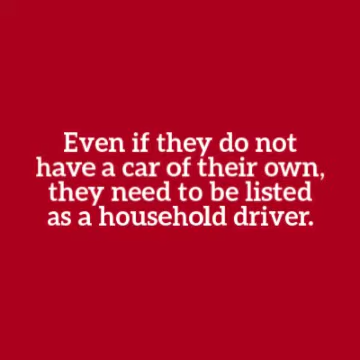 Even if they do not
have a car of their own,
they need to be listed
as a household driver.